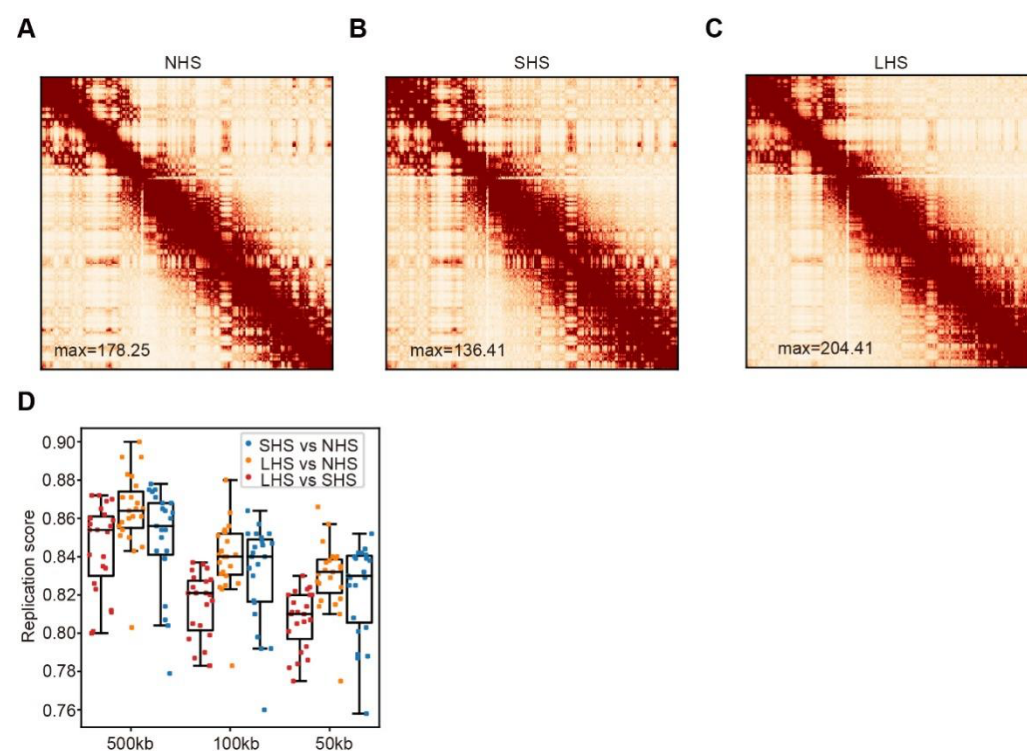 A
B
C
NHS
SHS
LHS
max=178.25
max=136.41
max=204.41
D
Replication score
0.90
0.88
0.86
0.84
0.82
0.80
0.78
0.76
SHS vs NHS
LHS vs NHS
LHS vs SHS
500kb
100kb
50kb